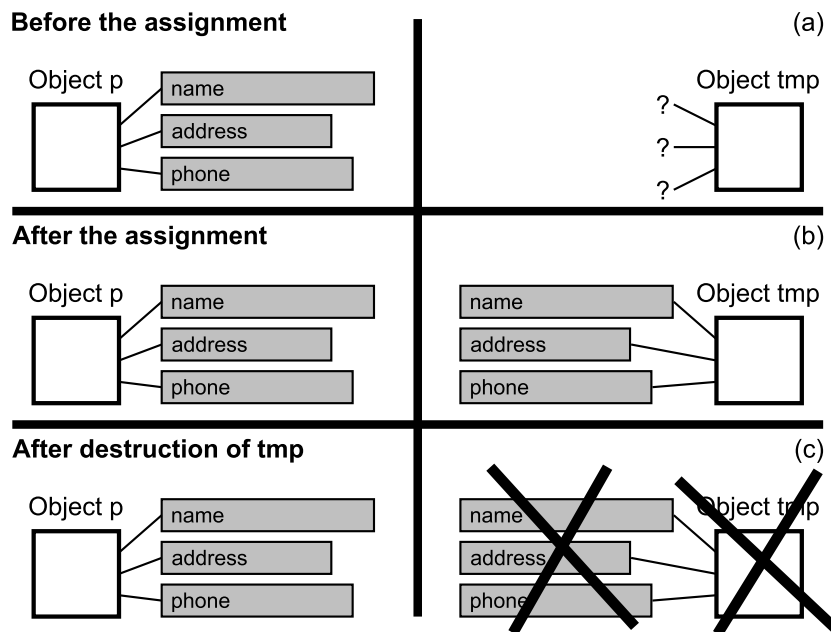 Before the assignment
(a)
Object p
name
address
phone
Object tmp
?
?
?
After the assignment
(b)
Object p
name
address
phone
name
address
phone
Object tmp
After destruction of tmp
(c)
Object p
name
address
phone
name
address
phone
Object tmp